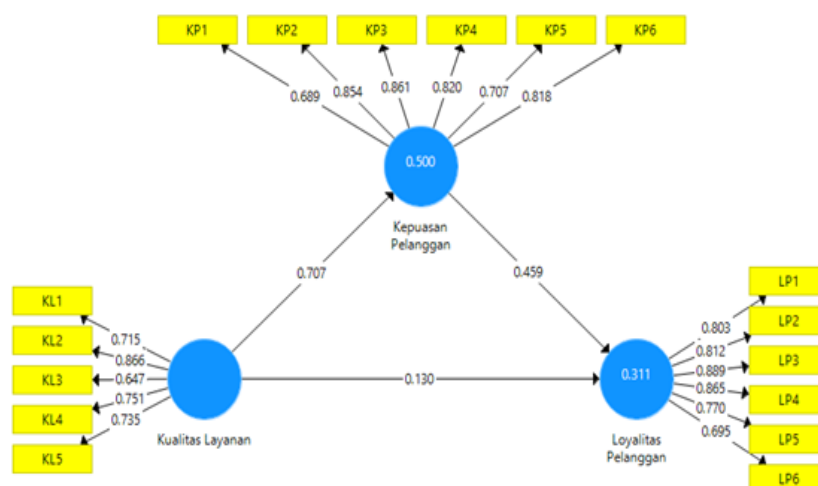 KP1 KP2 KP3 KP4 KP5 KP6
0.689 0.854 0.861 0.820 0.707 0.818
0.500
Kepuasan
Pelanggan
0.707
0.459
KL1
KL2
KL3
KL4
KL5
0.715
0.866
0.647
0.751
0.735
Kualitas Layanan
0.130
0.311
Loyalitas
Pelanggan
0.803
0.812
0.889
0.865
0.770
0.695
LP1
LP2
LP3
LP4
LP5
LP6